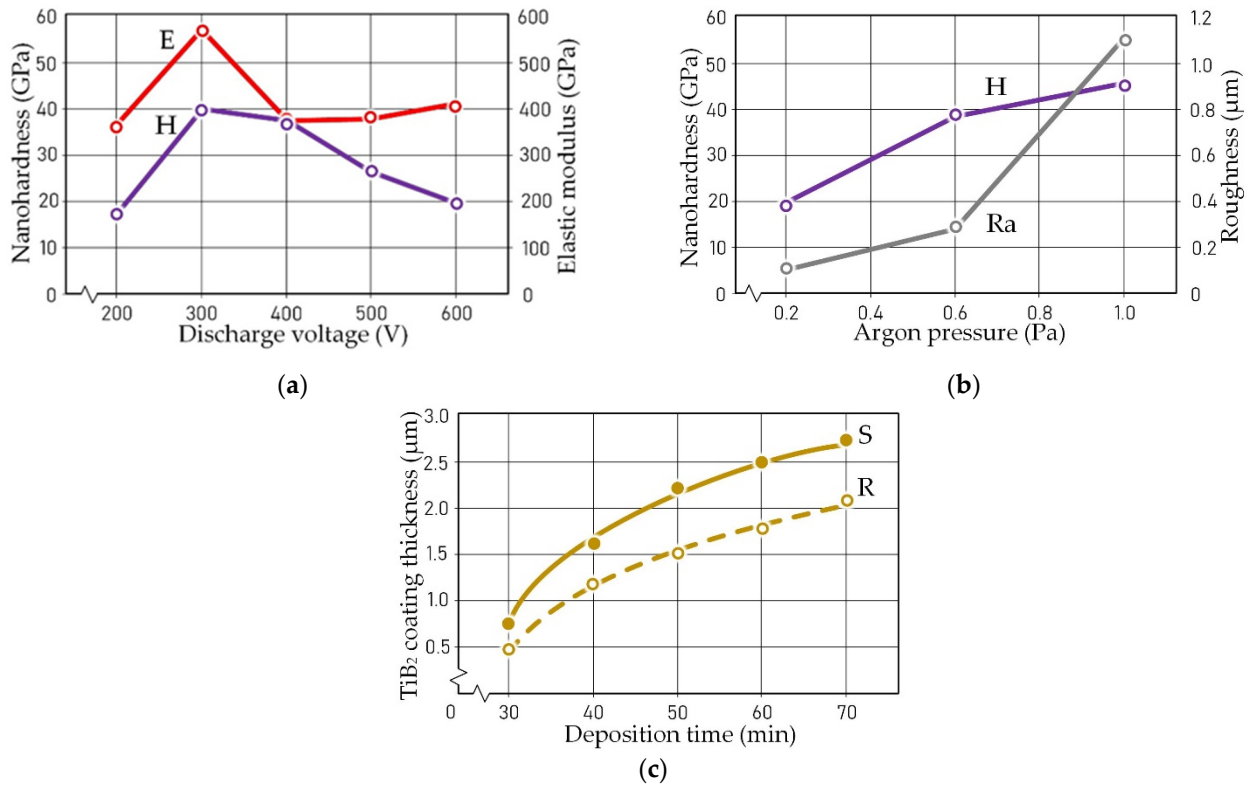 60
50
40
30
20
10
0
Nanohardness (GPa)
E
H
600
500
400
300
200
100
0
Elastic modulus (GPa)
200 300 400 500 600
Discharge voltage (V)
(a)
60
50
40
30
20
10
0
Nanohardness (GPa)
H
Ra
1.2
1.0
0.8
0.6
0.4
0.2
0
Roughness (µm)
0.2 0.4 0.6 0.8 1.0
Argon pressure (Pa)
(b)
3.0
2.5
2.0
1.5
1.0
0.5
0
TiB₂ coating thickness (µm)
S
R
30 40 50 60 70
Deposition time (min)
(c)